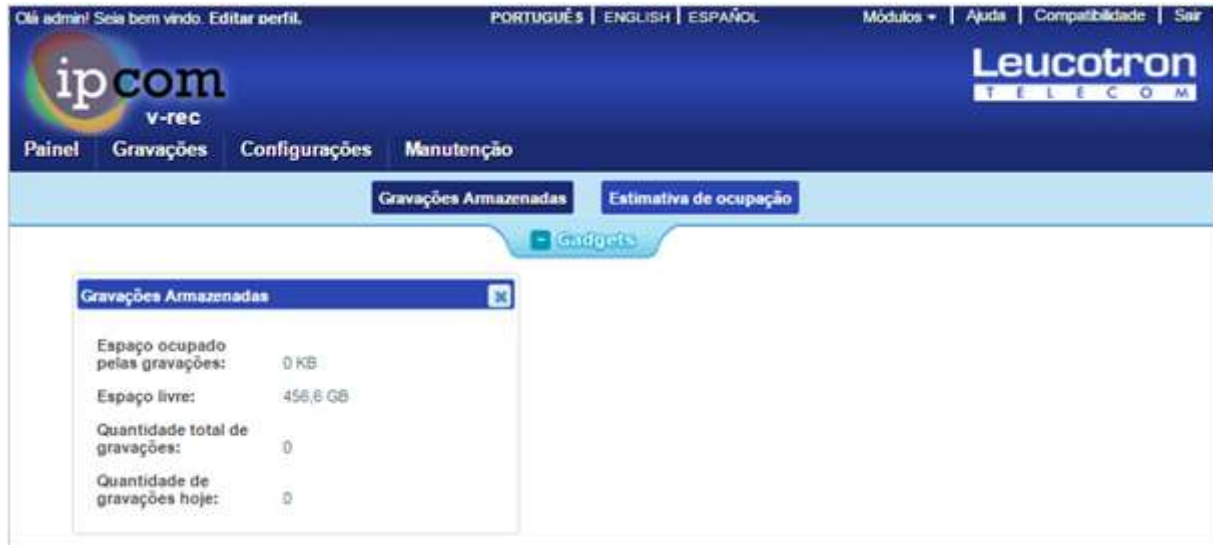 Olá admin! Seja bem vindo. Editar perfil. PORTUGUÊS | ENGLISH | ESPAÑOL Módulos | Ajuda | Compatibilidade | Sair
ipcom
v-rec
Leucotron
TELECOM
Painel Gravações Configurações Manutenção
Gravações Armazenadas Estimativa de ocupação
Gadgets
Gravações Armazenadas
Espaço ocupado
pelas gravações: 0 KB
Espaço livre: 456,6 GB
Quantidade total de
gravações: 0
Quantidade de
gravações hoje: 0